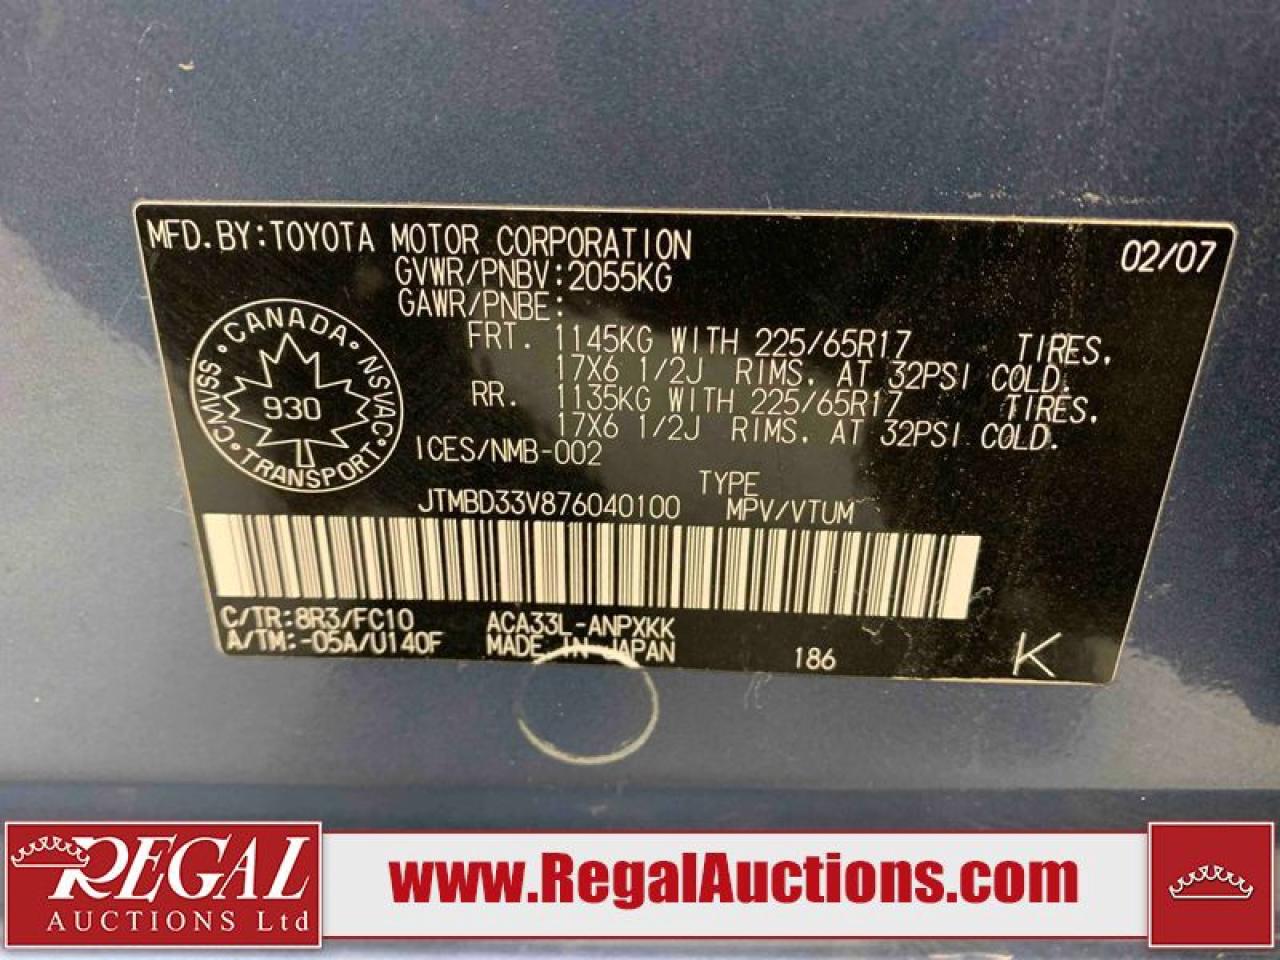 MFD.BY:TOYOTA MOTOR CORPORATION 02/07
GVWR/PNBV:2055KG
GAWR/PNBE:
FRT. 1145KG WITH 225/65R17 TIRES,
17X6 1/2J RIMS, AT 32PSI COLD.
RR. 1135KG WITH 225/65R17 TIRES,
17X6 1/2J RIMS, AT 32PSI COLD.
CANADA · NSVAC · TRANSPORT · CMVSS ·
930
ICES/NMB-002
TYPE
JTMBD33V876040100 MPV/VTUM
C/TR:8R3/FC10 ACA33L-ANPXKK
A/TM:-05A/U140F MADE IN JAPAN 186 K
REGAL
AUCTIONS Ltd
www.RegalAuctions.com